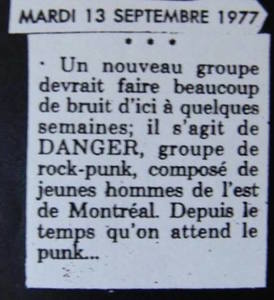 MARDI 13 SEPTEMBRE 1977
• • •
· Un nouveau groupe
devrait faire beaucoup
de bruit d'ici à quelques
semaines; il s'agit de
DANGER, groupe de
rock-punk, composé de
jeunes hommes de l'est
de Montréal. Depuis le
temps qu'on attend le
punk...